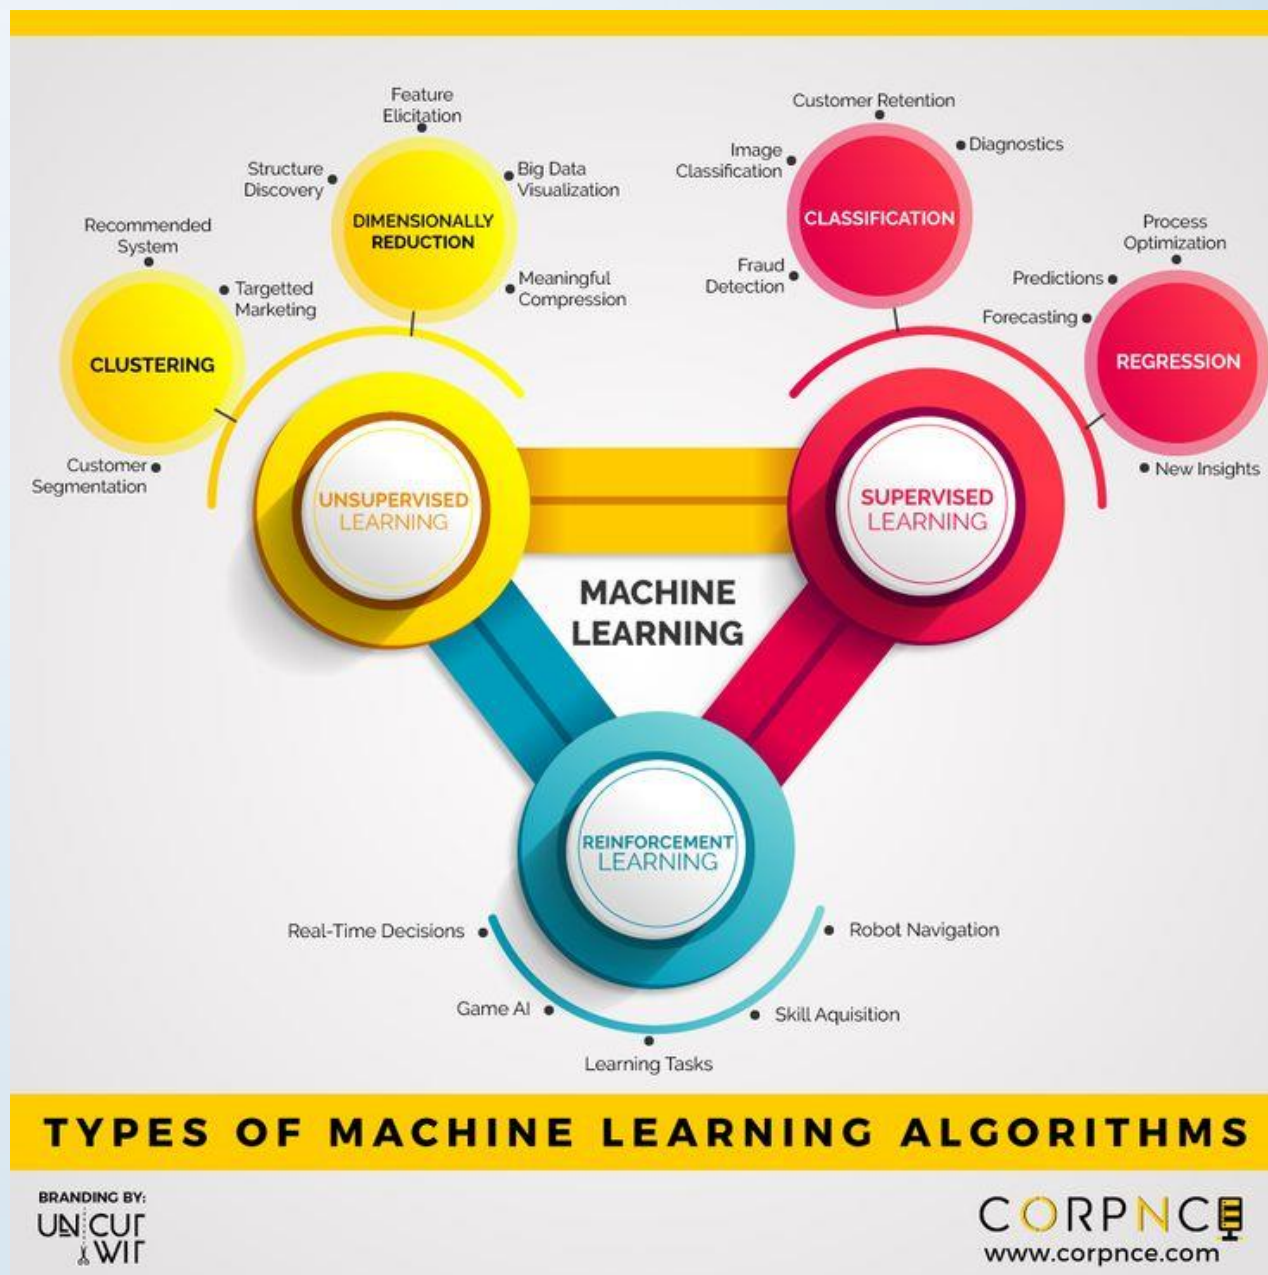 Feature
Elicitation
Structure
Discovery
Big Data
Visualization
DIMENSIONALLY
REDUCTION
Meaningful
Compression
Recommended
System
Targetted
Marketing
CLUSTERING
Customer
Segmentation
Customer Retention
Image
Classification
Diagnostics
CLASSIFICATION
Fraud
Detection
Process
Optimization
Predictions
Forecasting
REGRESSION
New Insights
UNSUPERVISED
LEARNING
SUPERVISED
LEARNING
MACHINE
LEARNING
REINFORCEMENT
LEARNING
Real-Time Decisions
Robot Navigation
Game AI
Skill Aquisition
Learning Tasks
TYPES OF MACHINE LEARNING ALGORITHMS
BRANDING BY:
UNCUT
WIT
CORPNCE
www.corpnce.com